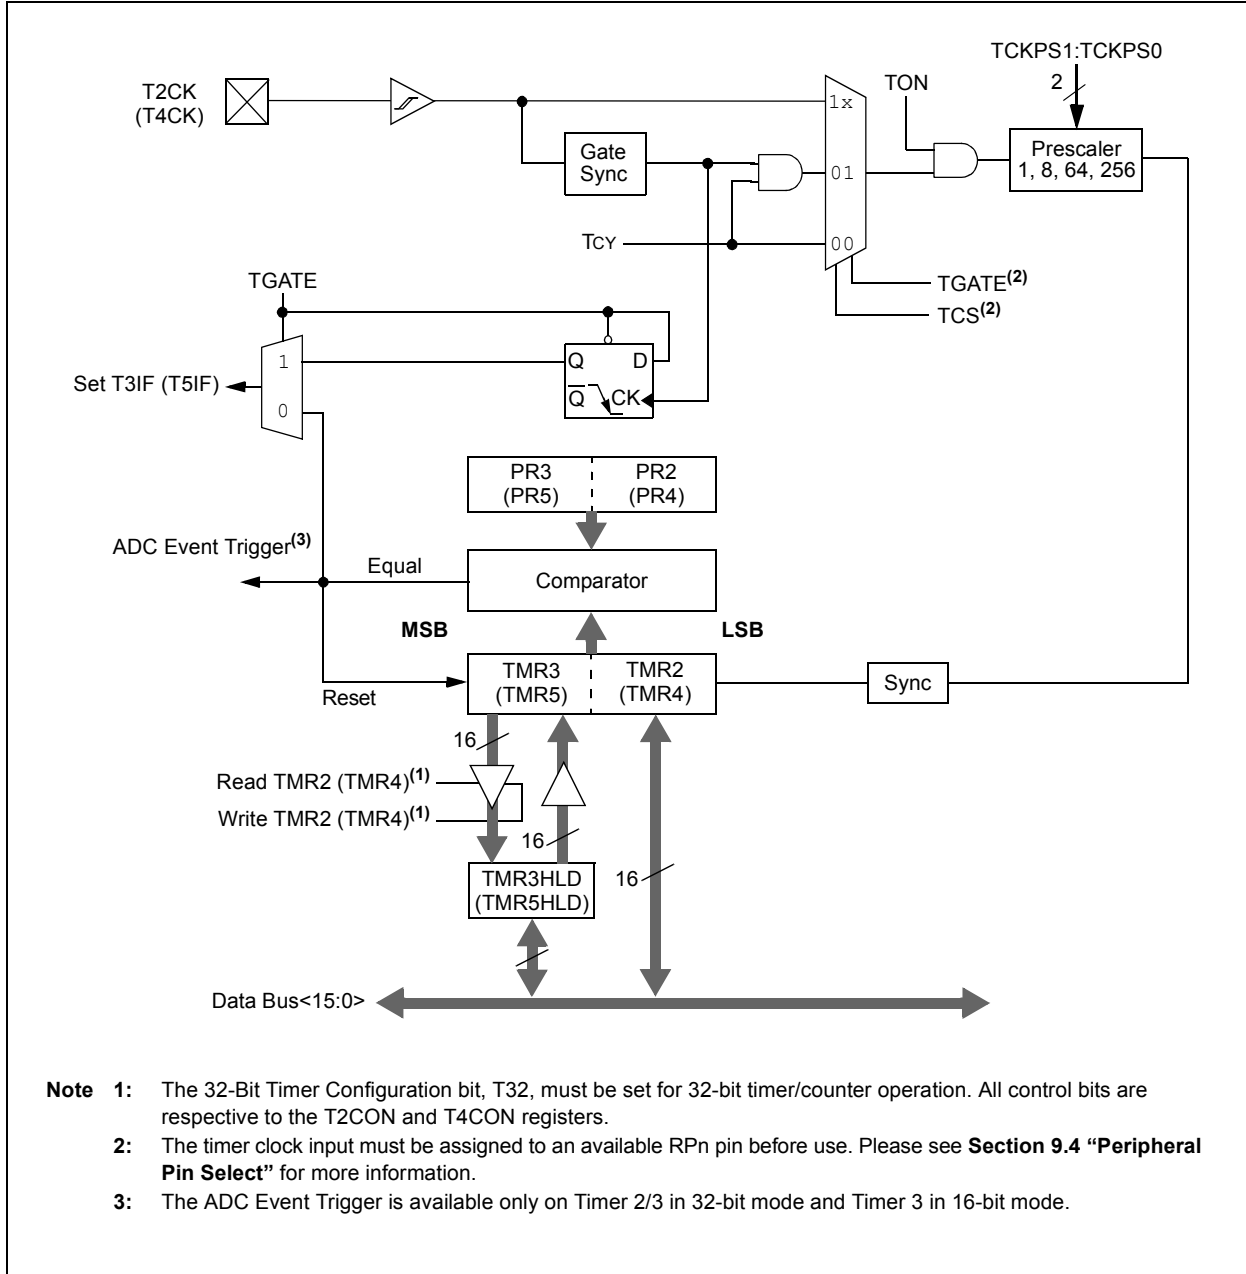 TCKPS1:TCKPS0
2
TON
T2CK
(T4CK)
1x
Prescaler
1, 8, 64, 256
Gate
Sync
01
TCY
00
TGATE(2)
TCS(2)
TGATE
1
Q D
Set T3IF (T5IF)
Q CK
0
PR3
(PR5)
PR2
(PR4)
ADC Event Trigger(3)
Equal
Comparator
MSB
LSB
TMR3
(TMR5)
TMR2
(TMR4)
Sync
Reset
16
Read TMR2 (TMR4)(1)
Write TMR2 (TMR4)(1)
16
TMR3HLD
(TMR5HLD)
16
Data Bus<15:0>
Note 1: The 32-Bit Timer Configuration bit, T32, must be set for 32-bit timer/counter operation. All control bits are
respective to the T2CON and T4CON registers.
2: The timer clock input must be assigned to an available RPn pin before use. Please see Section 9.4 “Peripheral
Pin Select” for more information.
3: The ADC Event Trigger is available only on Timer 2/3 in 32-bit mode and Timer 3 in 16-bit mode.